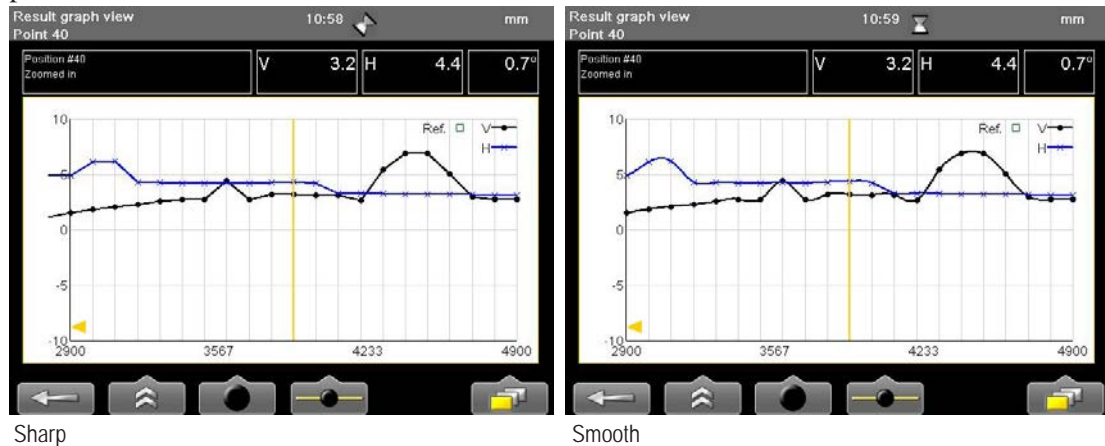 Result graph view 10:58 mm
Point 40
Position #40
Zoomed in
V 3.2 H 4.4 0.7°
Ref. V
H
10
5
0
-5
-10
2900 3567 4233 4900
Sharp
Result graph view 10:59 mm
Point 40
Position #40
Zoomed in
V 3.2 H 4.4 0.7°
Ref. V
H
10
5
0
-5
-10
2900 3567 4233 4900
Smooth